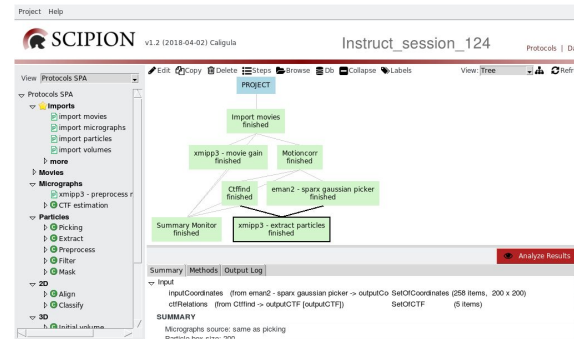 Project Help
SCIPION
v1.2 (2018-04-02) Caligula
Instruct_session_124
Protocols |
View Protocols SPA
Edit Copy Delete Steps Browse Db Collapse Labels
View: Tree
Protocols SPA
Imports
import movies
import micrographs
import particles
import volumes
more
Movies
Micrographs
xmipp3 - preprocess
CTF estimation
Particles
Picking
Extract
Preprocess
Filter
Mask
2D
Align
Classify
3D
Initial volume
PROJECT
Import movies
finished
xmipp3 - movie gain
finished
Motioncorr
finished
Ctffind
finished
eman2 - sparx gaussian picker
finished
Summary Monitor
finished
xmipp3 - extract particles
finished
Analyze Results
Summary Methods Output Log
Input
inputCoordinates (from eman2 - sparx gaussian picker -> outputCo SetOfCoordinates (258 items, 200 x 200)
ctfRelations (from Ctffind -> outputCTF [outputCTF]) SetOfCTF (5 items)
SUMMARY
Micrographs source: same as picking
Particle box size: 200